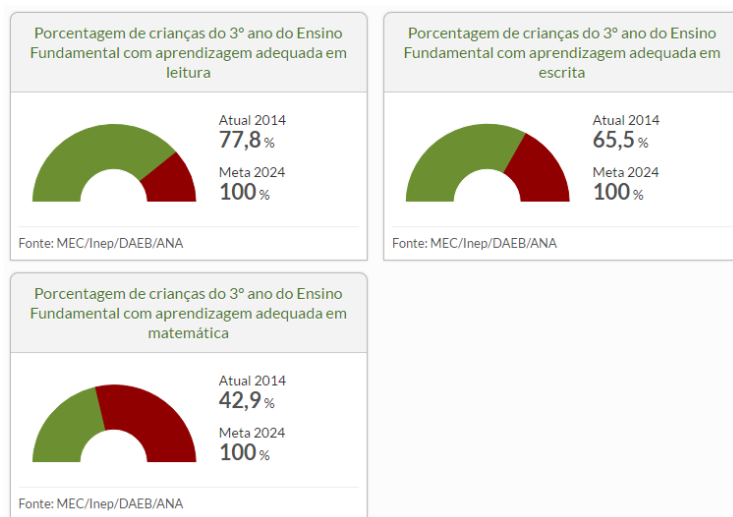 Porcentagem de crianças do 3º ano do Ensino
Fundamental com aprendizagem adequada em
leitura
Atual 2014
77,8 %
Meta 2024
100 %
Fonte: MEC/Inep/DAEB/ANA
Porcentagem de crianças do 3º ano do Ensino
Fundamental com aprendizagem adequada em
escrita
Atual 2014
65,5 %
Meta 2024
100 %
Fonte: MEC/Inep/DAEB/ANA
Porcentagem de crianças do 3º ano do Ensino
Fundamental com aprendizagem adequada em
matemática
Atual 2014
42,9 %
Meta 2024
100 %
Fonte: MEC/Inep/DAEB/ANA